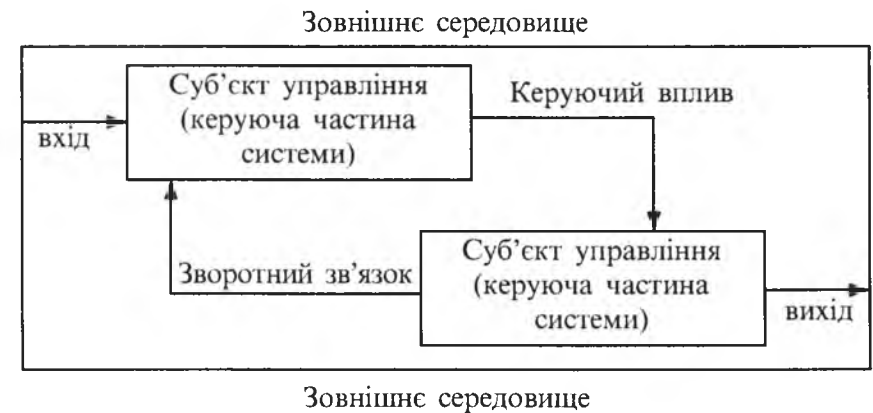 Зовнішнє середовище
Суб'єкт управління
(керуюча частина
системи)
Керуючий вплив
вхід
Зворотний зв'язок
Суб'єкт управління
(керуюча частина
системи)
вихід
Зовнішнє середовище